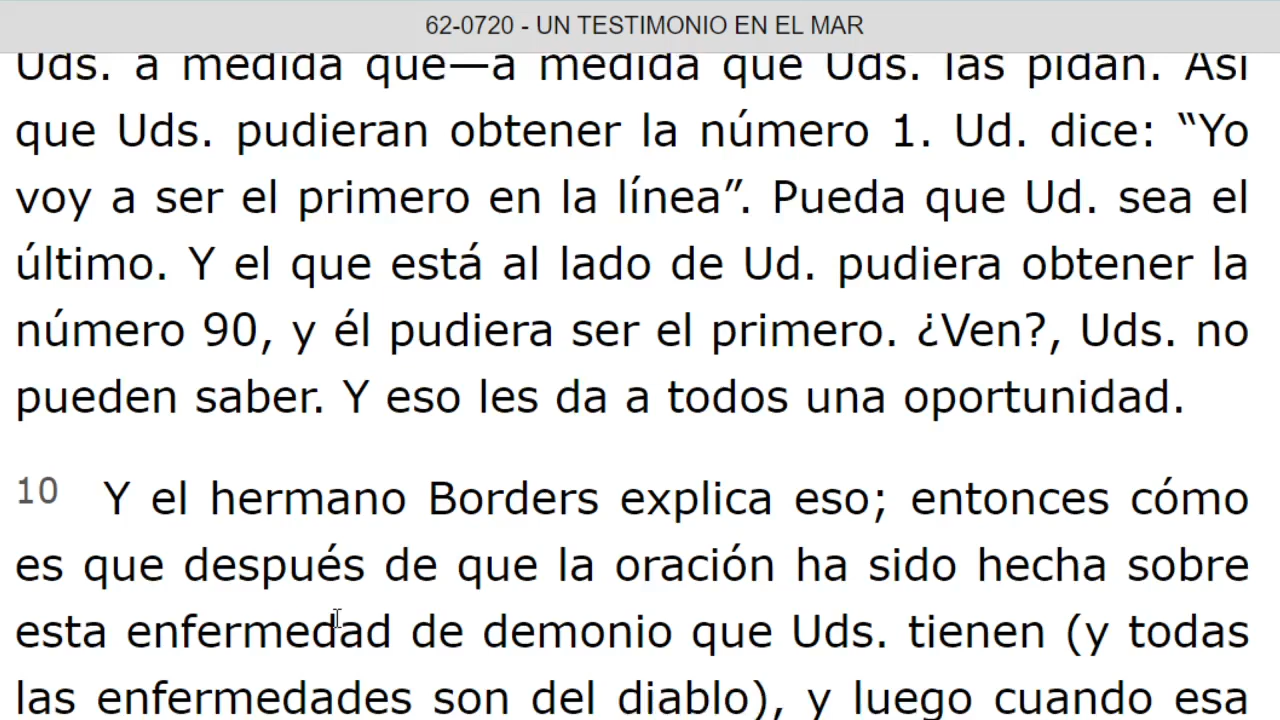 62-0720 - UN TESTIMONIO EN EL MAR
Uds. a medida que—a medida que Uds. las pidan. Así
que Uds. pudieran obtener la número 1. Ud. dice: “Yo
voy a ser el primero en la línea”. Pueda que Ud. sea el
último. Y el que está al lado de Ud. pudiera obtener la
número 90, y él pudiera ser el primero. ¿Ven?, Uds. no
pueden saber. Y eso les da a todos una oportunidad.
10 Y el hermano Borders explica eso; entonces cómo
es que después de que la oración ha sido hecha sobre
esta enfermedad de demonio que Uds. tienen (y todas
las enfermedades son del diablo), y luego cuando esa